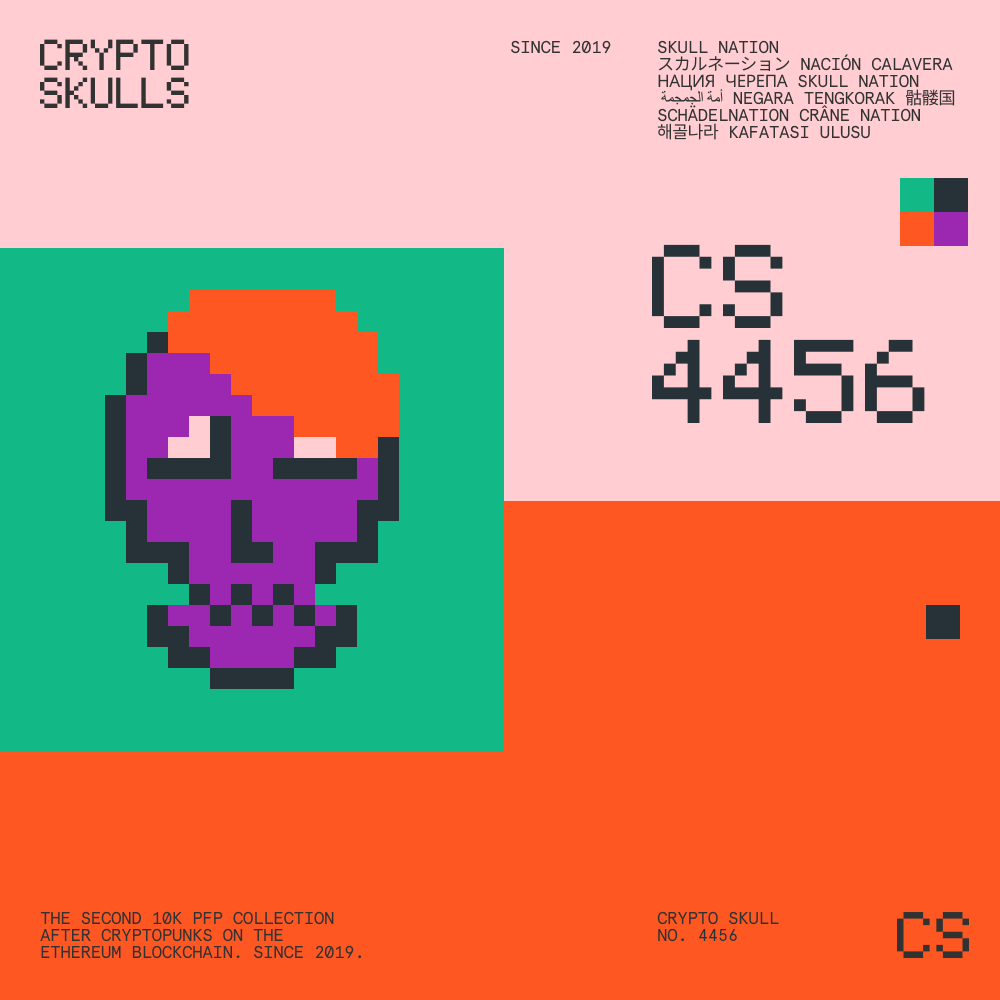 CRYPTO
SKULLS
SINCE 2019
SKULL NATION
スカルネーション NACIÓN CALAVERA
НАЦИЯ ЧЕРЕПА SKULL NATION
أمة الجمجمة NEGARA TENGKORAK 骷髅国
SCHÄDELNATION CRÂNE NATION
해골나라 KAFATASI ULUSU
CS
4456
THE SECOND 10K PFP COLLECTION
AFTER CRYPTOPUNKS ON THE
ETHEREUM BLOCKCHAIN. SINCE 2019.
CRYPTO SKULL
NO. 4456
CS